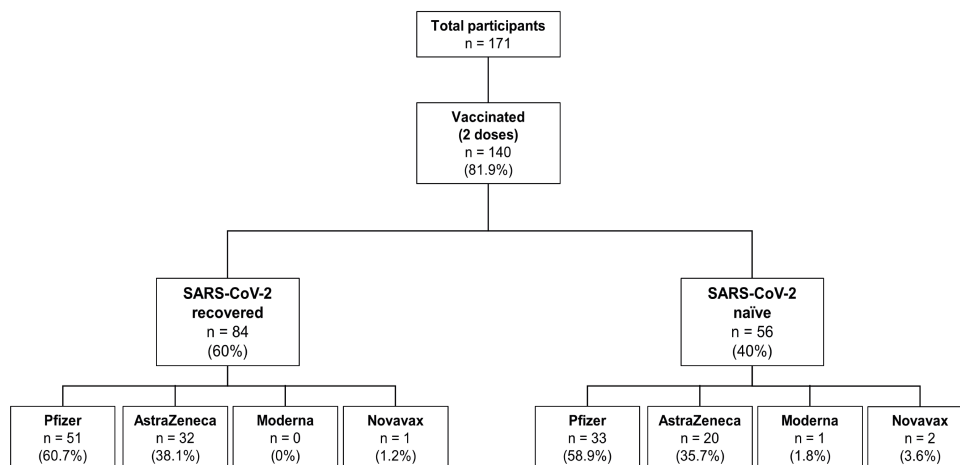 Total participants
n = 171
Vaccinated
(2 doses)
n = 140
(81.9%)
SARS-CoV-2
recovered
n = 84
(60%)
SARS-CoV-2
naïve
n = 56
(40%)
Pfizer
n = 51
(60.7%)
AstraZeneca
n = 32
(38.1%)
Moderna
n = 0
(0%)
Novavax
n = 1
(1.2%)
Pfizer
n = 33
(58.9%)
AstraZeneca
n = 20
(35.7%)
Moderna
n = 1
(1.8%)
Novavax
n = 2
(3.6%)